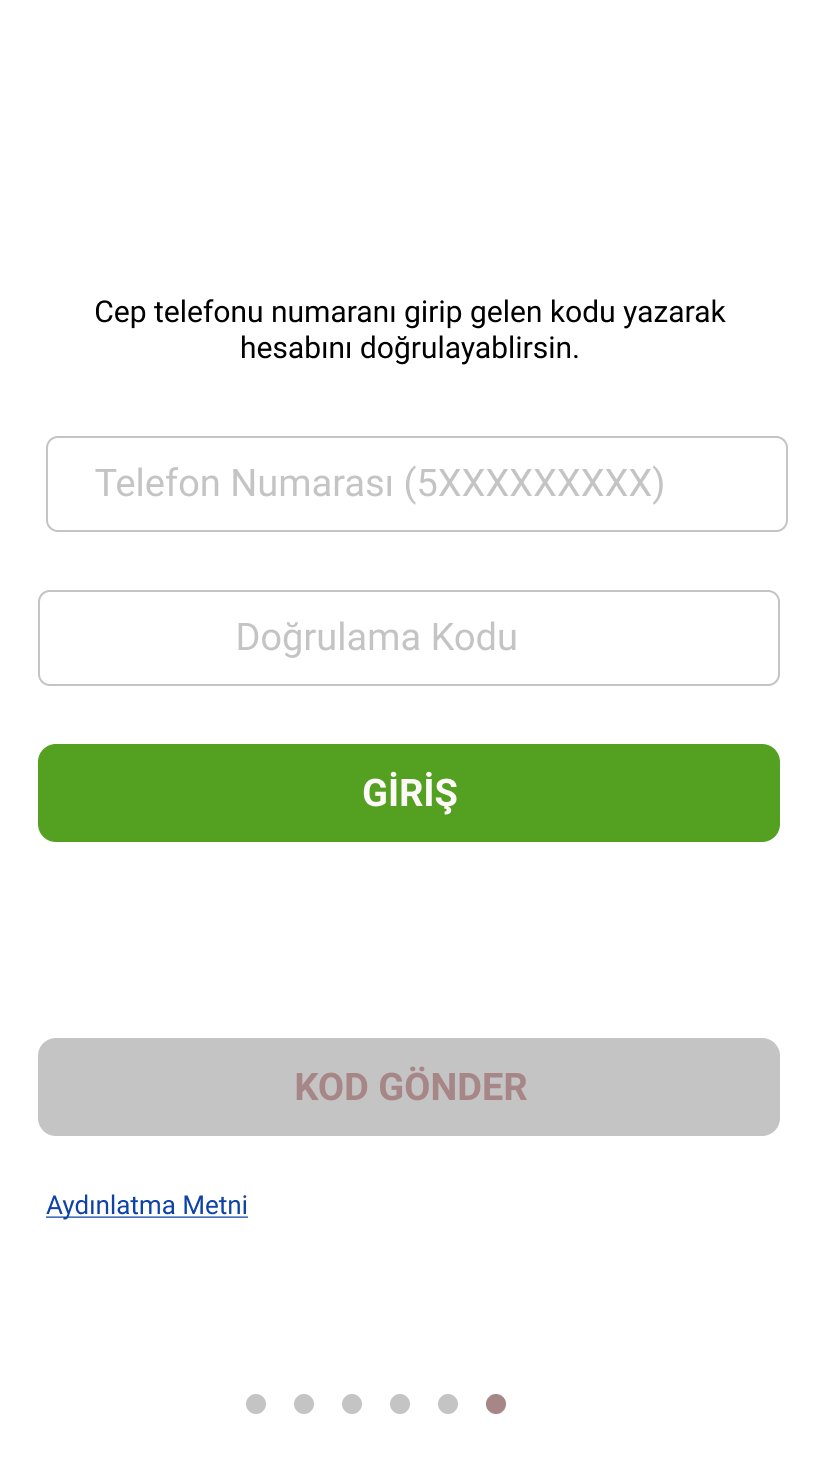 Cep telefonu numaranı girip gelen kodu yazarak
hesabını doğrulayablirsin.
Telefon Numarası (5XXXXXXXXX)
Doğrulama Kodu
GİRİŞ
KOD GÖNDER
Aydınlatma Metni